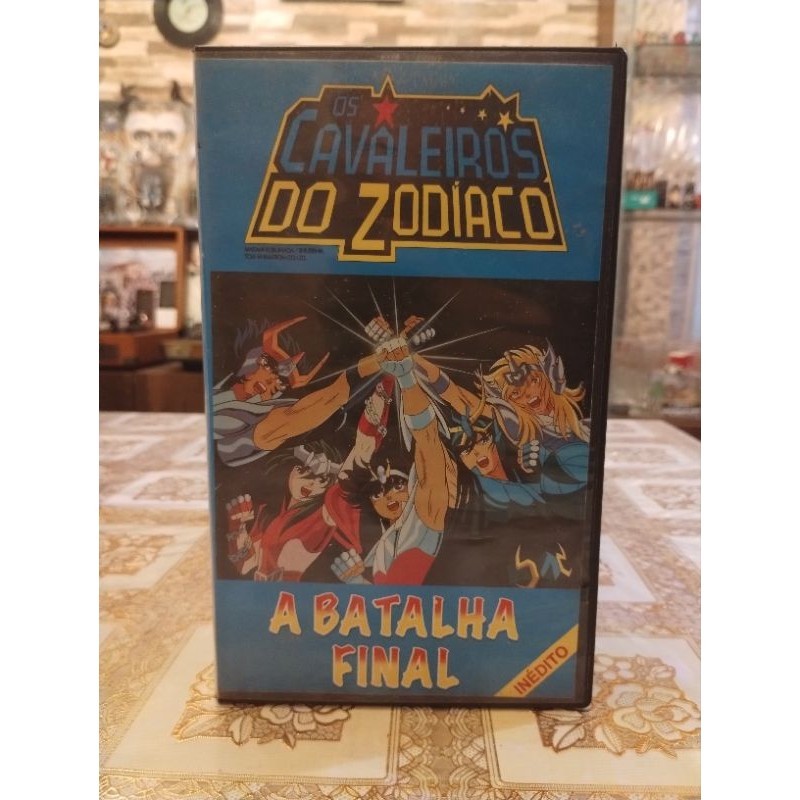 OS
CAVALEIROS
DO ZODÍACO
A BATALHA
FINAL
INÉDITO